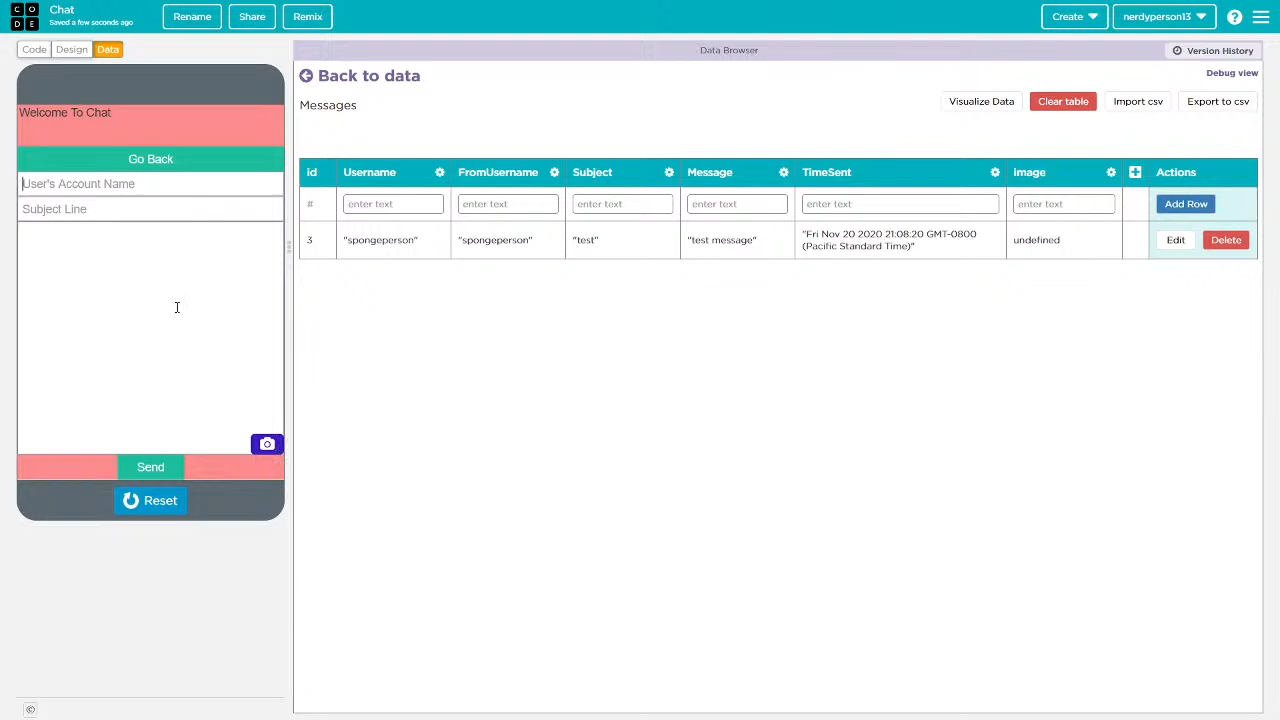 CODE
Chat
Saved a few seconds ago
Rename
Share
Remix
Create
nerdyperson13
?
Code
Design
Data
Data Browser
Version History
Back to data
Debug view
Messages
Visualize Data
Clear table
Import csv
Export to csv
Welcome To Chat
Go Back
User's Account Name
Subject Line
Send
Reset
id Username FromUsername Subject Message TimeSent Image Actions
# enter text enter text enter text enter text enter text enter text Add Row
3 "spongeperson" "spongeperson" "test" "test message" "Fri Nov 20 2020 21:08:20 GMT-0800 undefined Edit Delete
(Pacific Standard Time)"
©